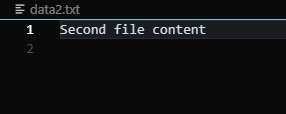 data2.txt
1 Second file content
2